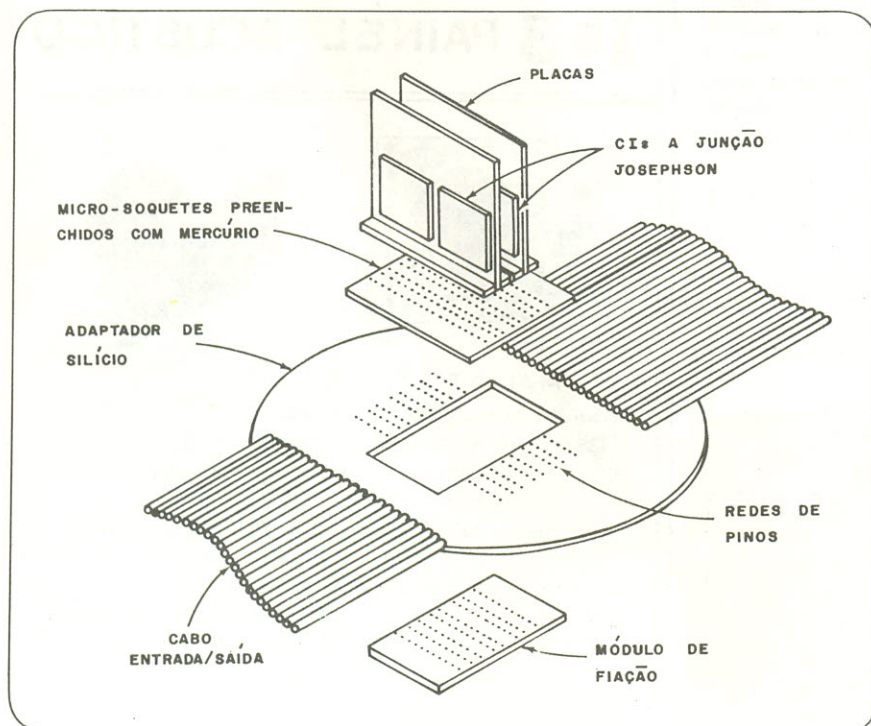 PLACAS
CIs A JUNÇÃO
JOSEPHSON
MICRO-SOQUETES PREEN-
CHIDOS COM MERCÚRIO
ADAPTADOR DE
SILÍCIO
REDES DE
PINOS
CABO
ENTRADA/SAÍDA
MÓDULO DE
FIAÇÃO